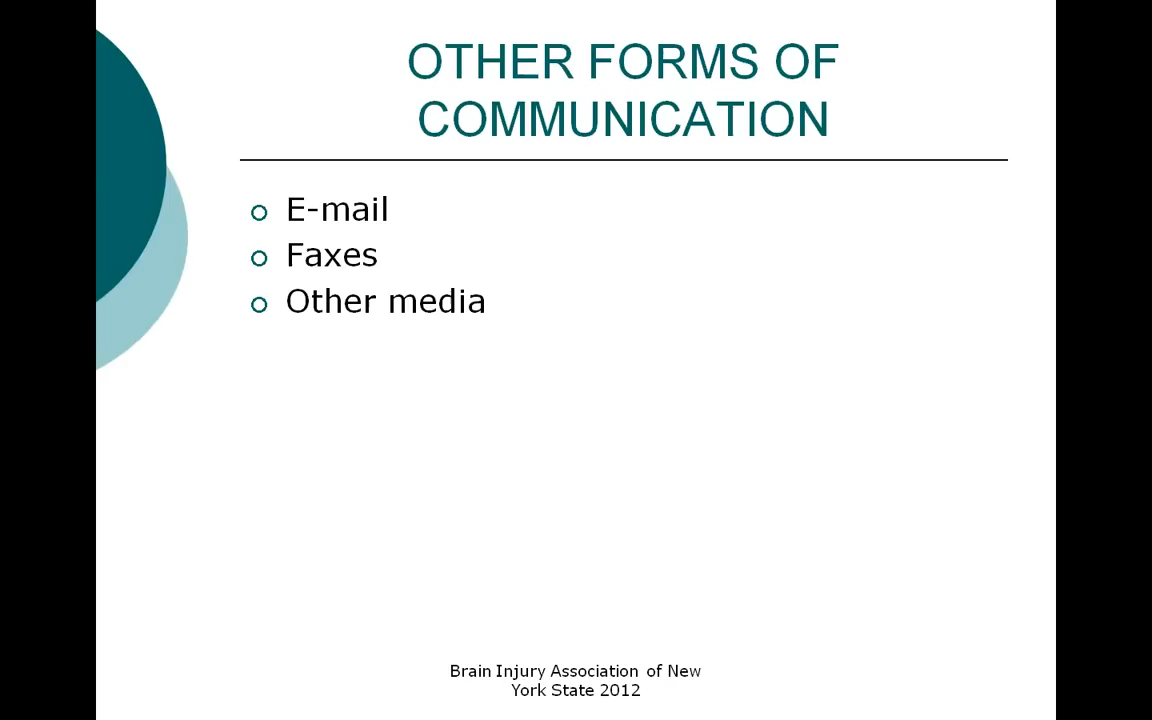 OTHER FORMS OF
COMMUNICATION
E-mail
Faxes
Other media
Brain Injury Association of New
York State 2012